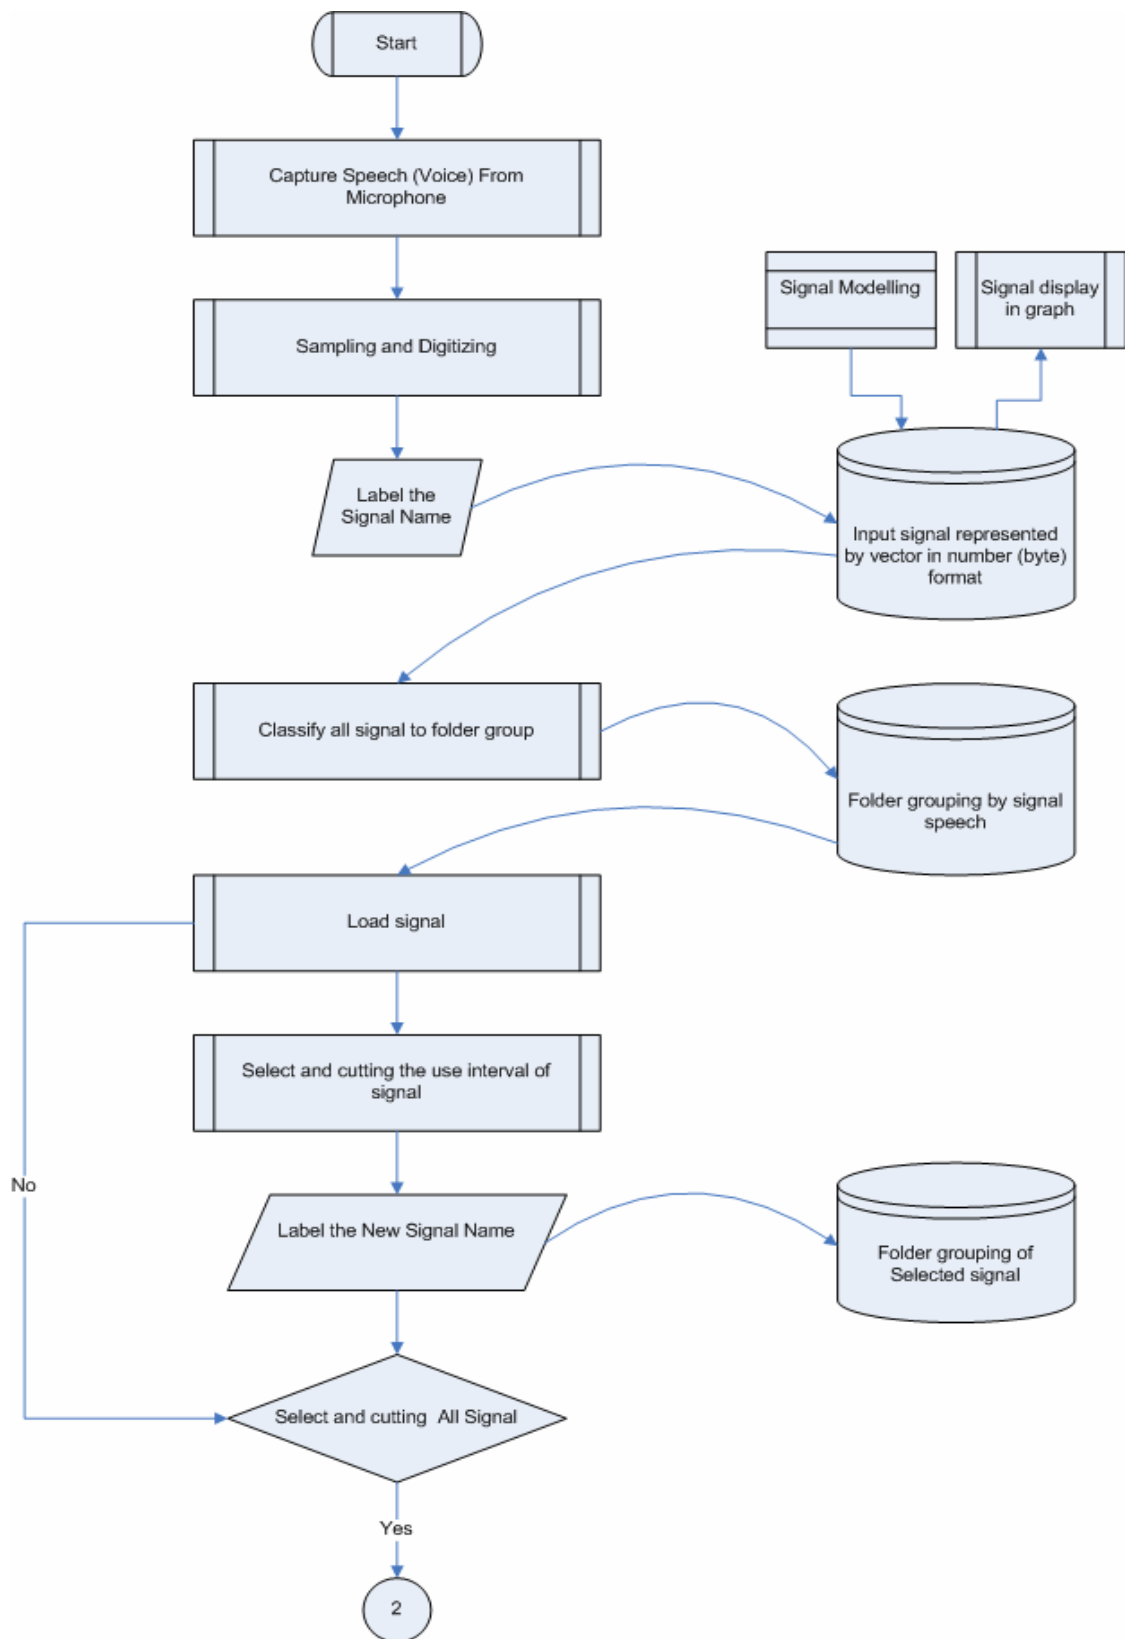 Start
Capture Speech (Voice) From
Microphone
Sampling and Digitizing
Signal Modelling
Signal display
in graph
Label the
Signal Name
Input signal represented
by vector in number (byte)
format
Classify all signal to folder group
Folder grouping by signal
speech
Load signal
Select and cutting the use interval of
signal
No
Label the New Signal Name
Folder grouping of
Selected signal
Select and cutting All Signal
Yes
2